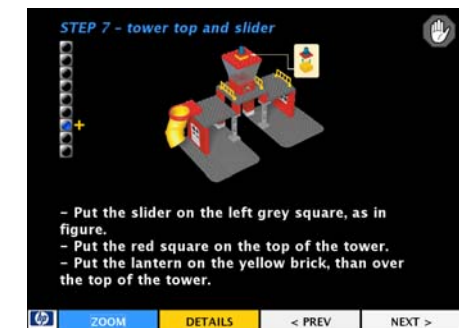 STEP 7 – tower top and slider
– Put the slider on the left grey square, as in
figure.
– Put the red square on the top of the tower.
– Put the lantern on the yellow brick, than over
the top of the tower.
hp ZOOM DETAILS < PREV NEXT >